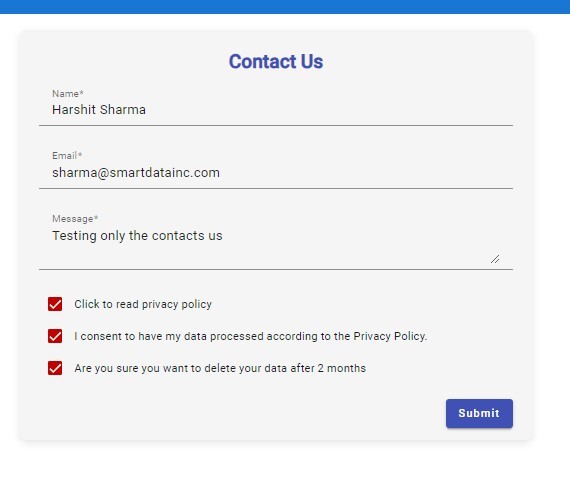 Contact Us
Name*
Harshit Sharma
Email*
sharma@smartdatainc.com
Message*
Testing only the contacts us
Click to read privacy policy
I consent to have my data processed according to the Privacy Policy.
Are you sure you want to delete your data after 2 months
Submit